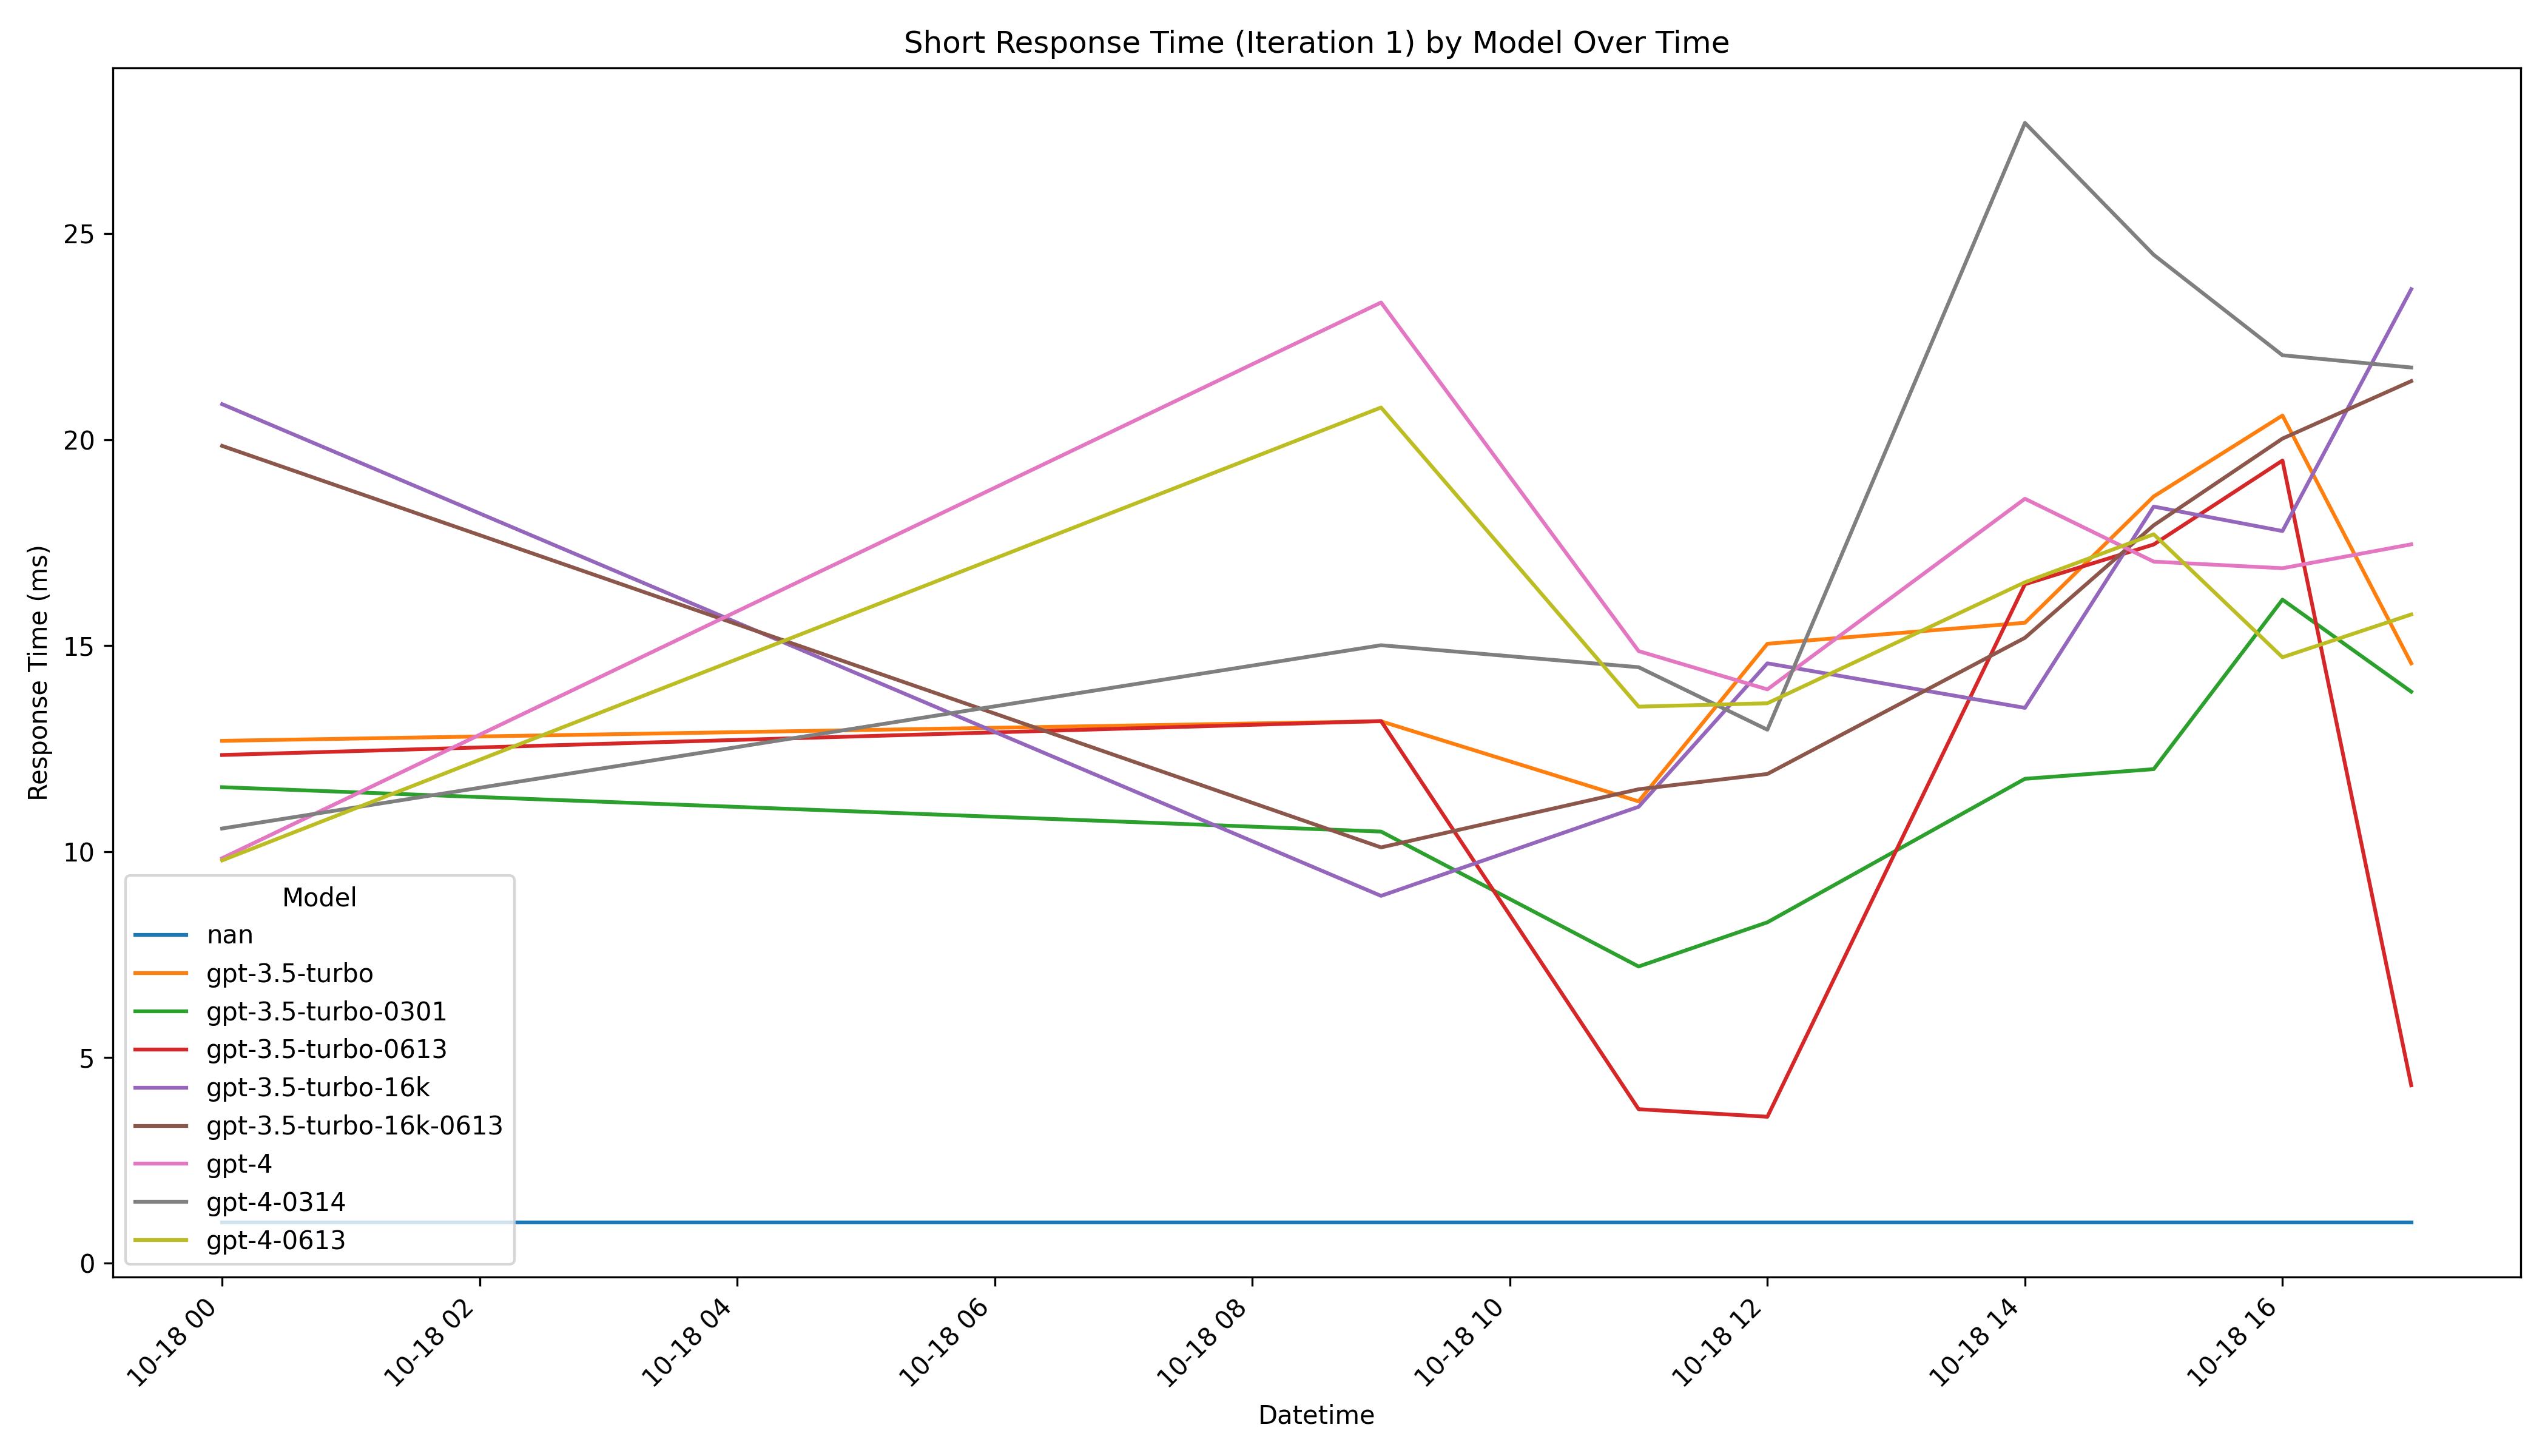 Short Response Time (Iteration 1) by Model Over Time
Response Time (ms)
25
20
15
10
5
0
Model
nan
gpt-3.5-turbo
gpt-3.5-turbo-0301
gpt-3.5-turbo-0613
gpt-3.5-turbo-16k
gpt-3.5-turbo-16k-0613
gpt-4
gpt-4-0314
gpt-4-0613
10-18 00
10-18 02
10-18 04
10-18 06
10-18 08
10-18 10
10-18 12
10-18 14
10-18 16
Datetime